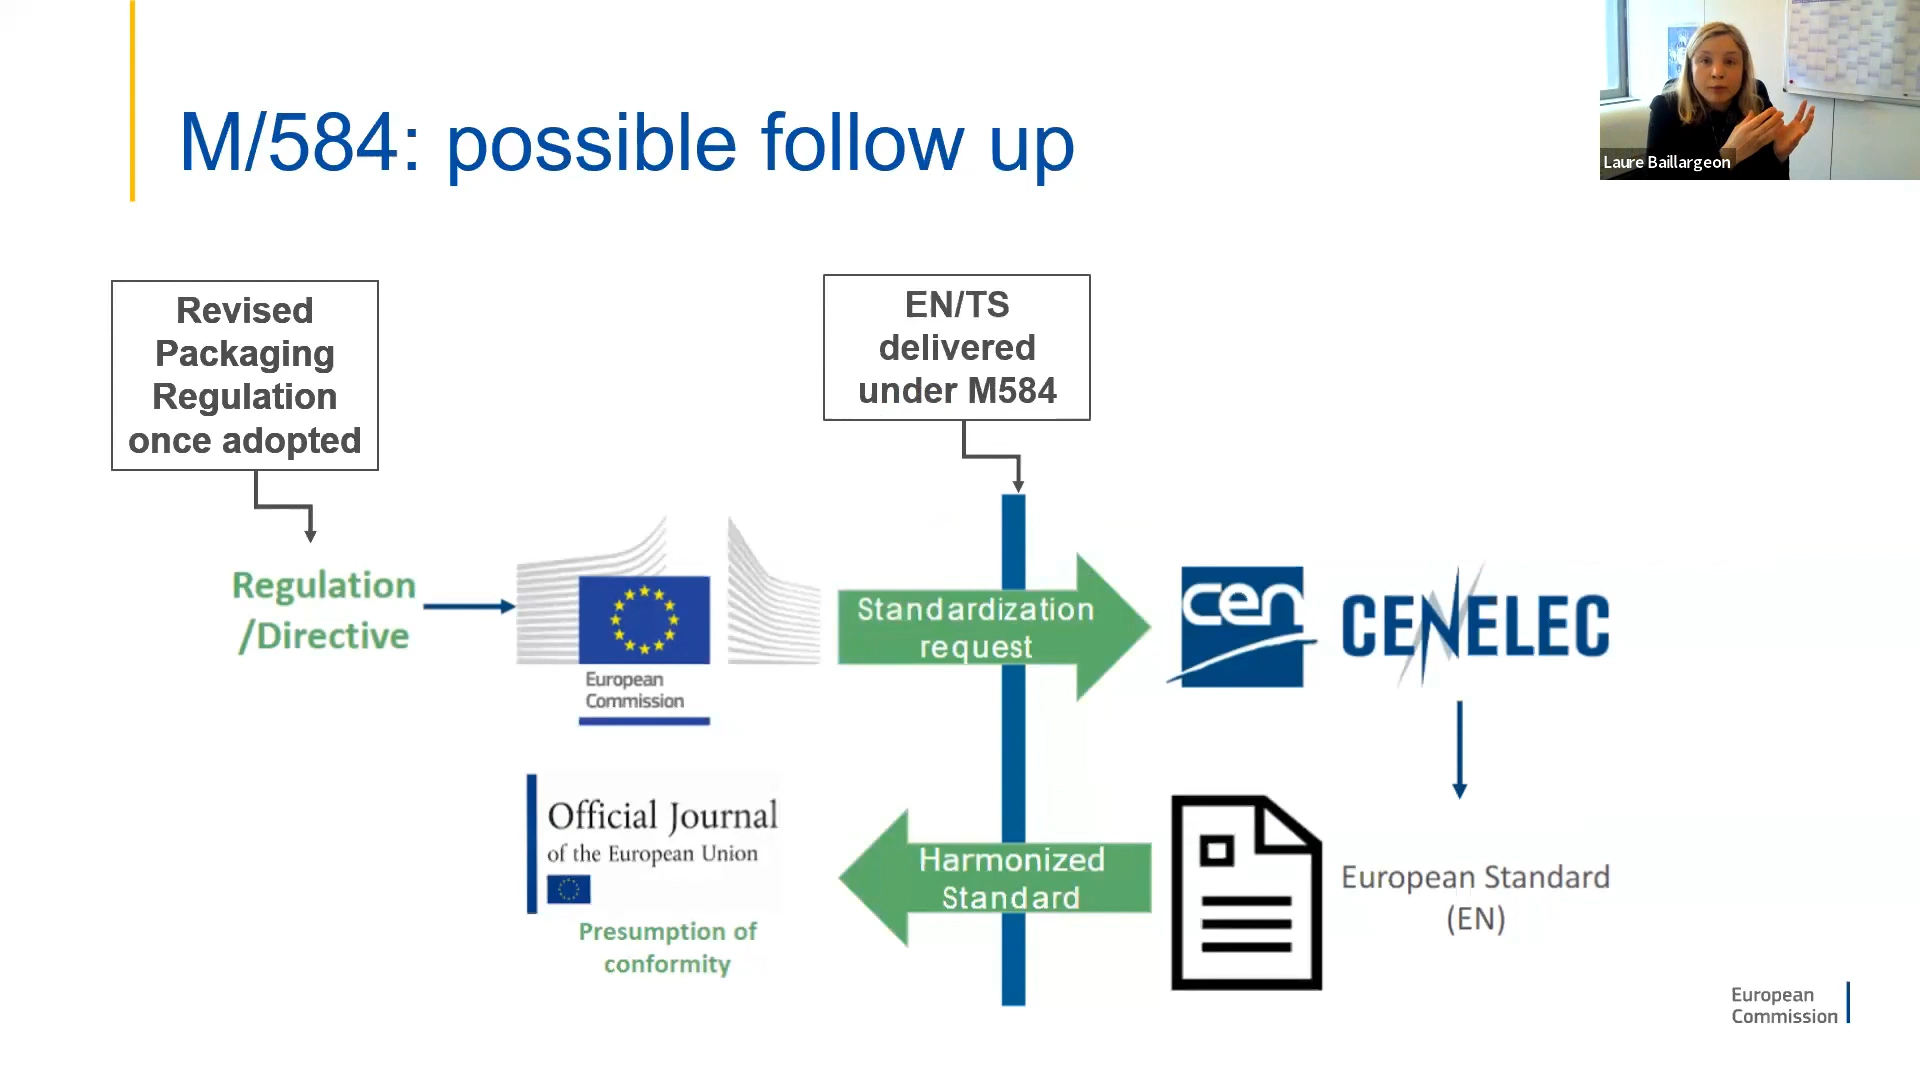 M/584: possible follow up
Laure Baillargeon
Revised
Packaging
Regulation
once adopted
EN/TS
delivered
under M584
Regulation
/Directive
European
Commission
Standardization
request
cen
CENELEC
Official Journal
of the European Union
Presumption of
conformity
Harmonized
Standard
European Standard
(EN)
European
Commission